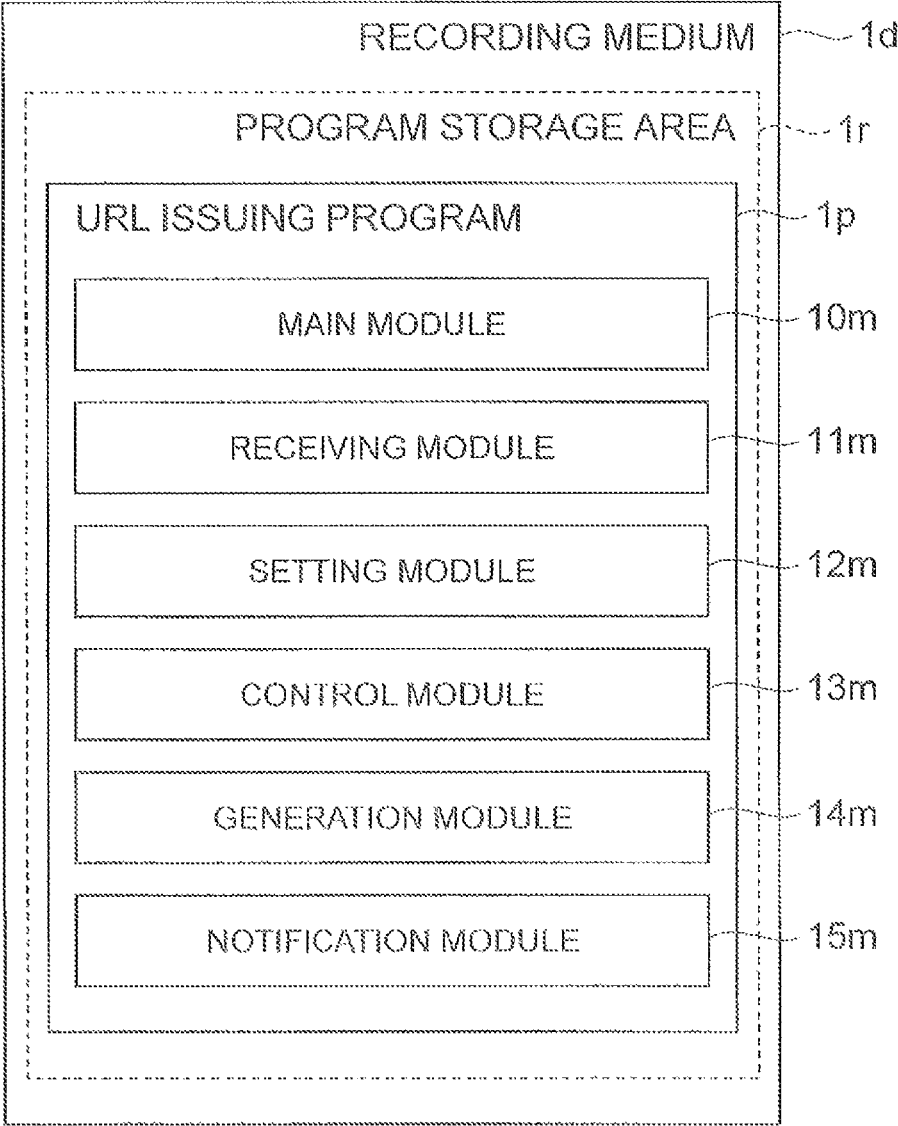 RECORDING MEDIUM 1d
PROGRAM STORAGE AREA 1r
URL ISSUING PROGRAM 1p
MAIN MODULE 10m
RECEIVING MODULE 11m
SETTING MODULE 12m
CONTROL MODULE 13m
GENERATION MODULE 14m
NOTIFICATION MODULE 15m